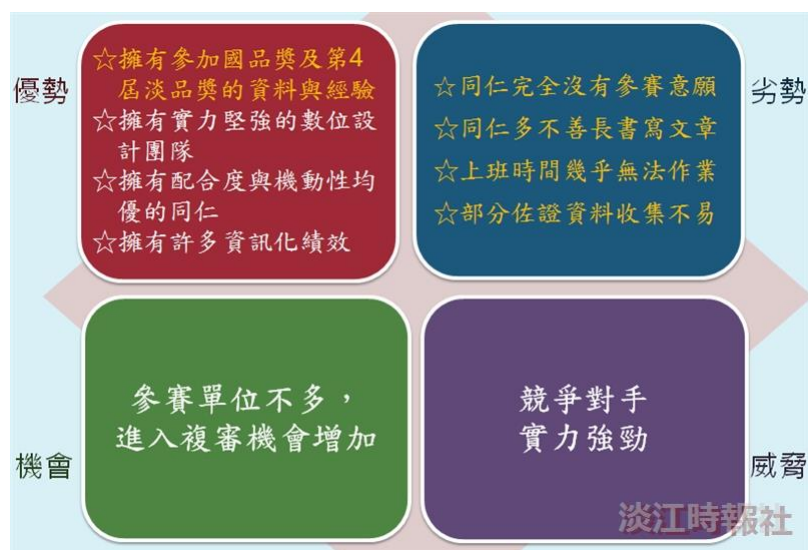 優勢
☆擁有參加國品獎及第4
屆淡品獎的資料與經驗
☆擁有實力堅強的數位設
計團隊
☆擁有配合度與機動性均
優的同仁
☆擁有許多資訊化績效
劣勢
☆同仁完全沒有參賽意願
☆同仁多不善長書寫文章
☆上班時間幾乎無法作業
☆部分佐證資料收集不易
機會
參賽單位不多，
進入複審機會增加
威脅
競爭對手
實力強勁
淡江時報社